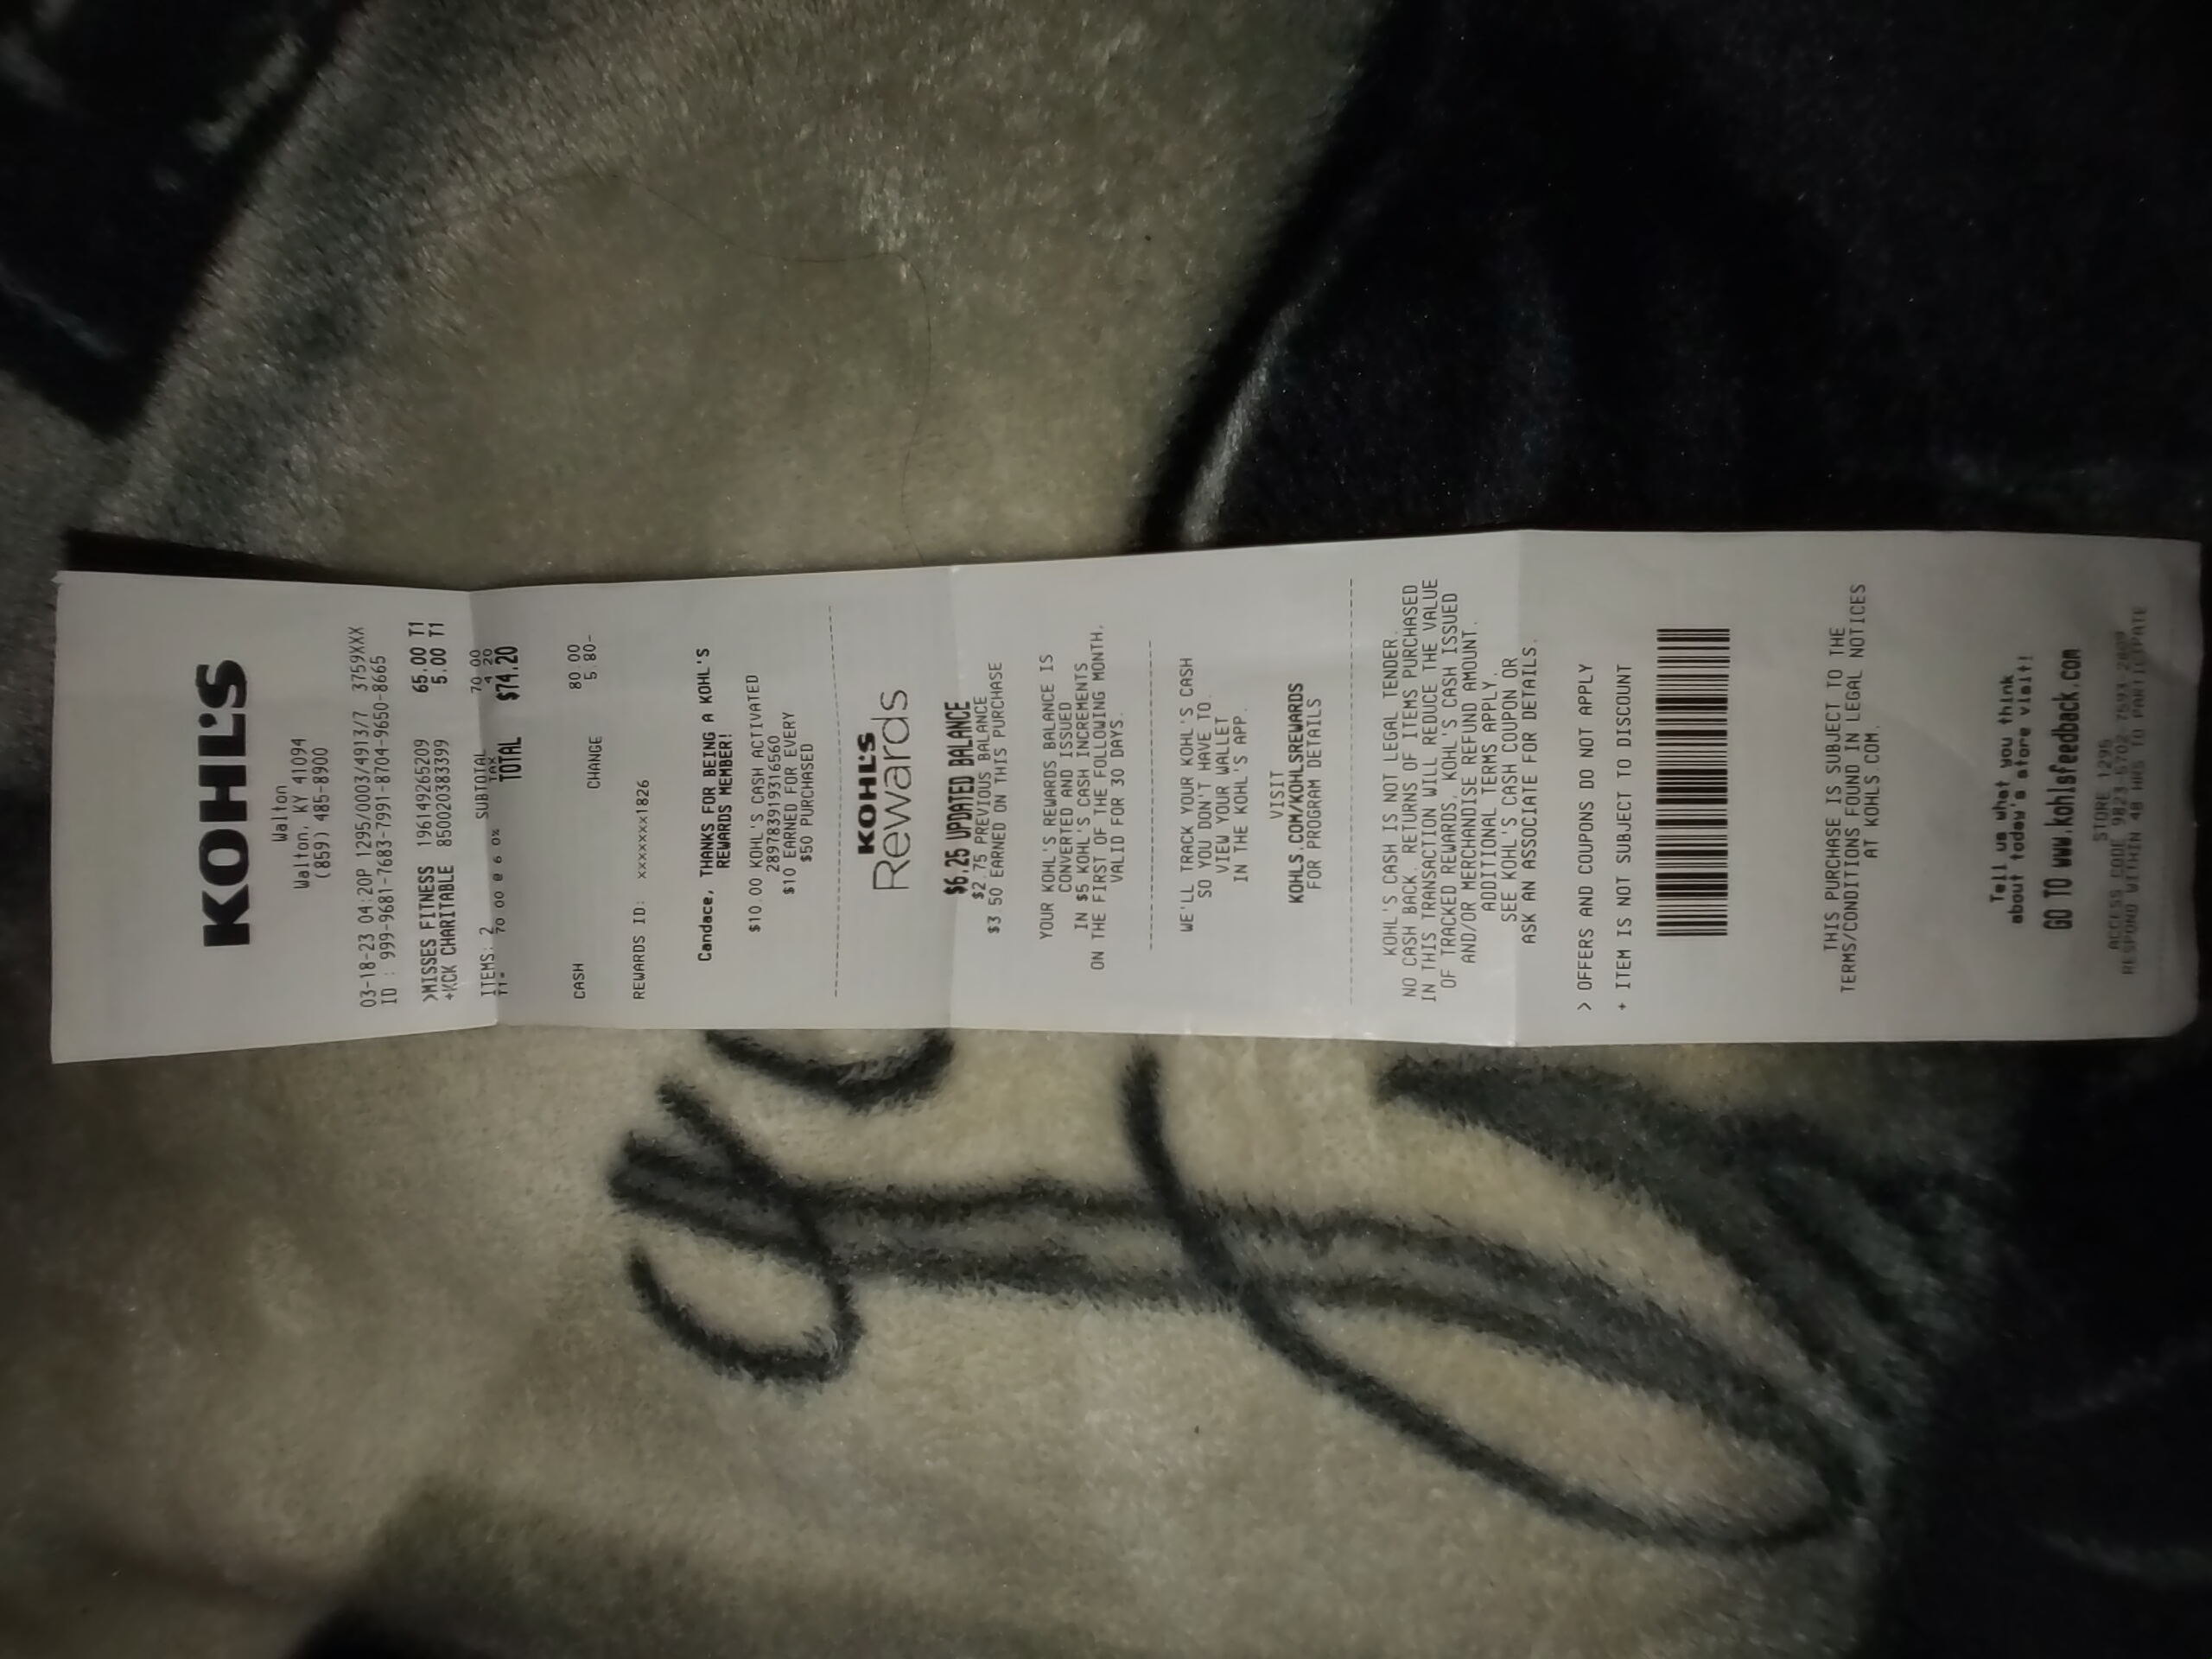 KOHL'S
Walton
Walton, KY 41094
(859) 485-8900
03-18-23 04:20P 1295/0003/4913/7 3759XXX
ID : 999-9681-7683-7991-8704-9650-8665
>MISSES FITNESS 196149265209 65.00 T1
+KCK CHARITABLE 850020383399 5.00 T1
ITEMS: 2 SUBTOTAL 70.00
T1= 70.00 @ 6.0% TAX 4.20
TOTAL $74.20
CASH 80.00
CHANGE 5.80-
REWARDS ID: xxxxxxx1826
Candace, THANKS FOR BEING A KOHL'S
REWARDS MEMBER!
$10.00 KOHL'S CASH ACTIVATED
289783919316560
$10 EARNED FOR EVERY
$50 PURCHASED
KOHL'S
Rewards
$6.25 UPDATED BALANCE
$2.75 PREVIOUS BALANCE
$3.50 EARNED ON THIS PURCHASE
YOUR KOHL'S REWARDS BALANCE IS
CONVERTED AND ISSUED
IN $5 KOHL'S CASH INCREMENTS
ON THE FIRST OF THE FOLLOWING MONTH,
VALID FOR 30 DAYS.
WE'LL TRACK YOUR KOHL'S CASH
SO YOU DON'T HAVE TO.
VIEW YOUR WALLET
IN THE KOHL'S APP.
VISIT
KOHLS.COM/KOHLSREWARDS
FOR PROGRAM DETAILS
KOHL'S CASH IS NOT LEGAL TENDER.
NO CASH BACK. RETURNS OF ITEMS PURCHASED
IN THIS TRANSACTION WILL REDUCE THE VALUE
OF TRACKED REWARDS, KOHL'S CASH ISSUED
AND/OR MERCHANDISE REFUND AMOUNT.
ADDITIONAL TERMS APPLY.
SEE KOHL'S CASH COUPON OR
ASK AN ASSOCIATE FOR DETAILS.
> OFFERS AND COUPONS DO NOT APPLY
+ ITEM IS NOT SUBJECT TO DISCOUNT
THIS PURCHASE IS SUBJECT TO THE
TERMS/CONDITIONS FOUND IN LEGAL NOTICES
AT KOHLS.COM.
Tell us what you think
about today's store visit!
GO TO www.kohlsfeedback.com
STORE 1295
ACCESS CODE 9823-5702-7593
RESPOND WITHIN 48 HRS TO PARTICIPATE